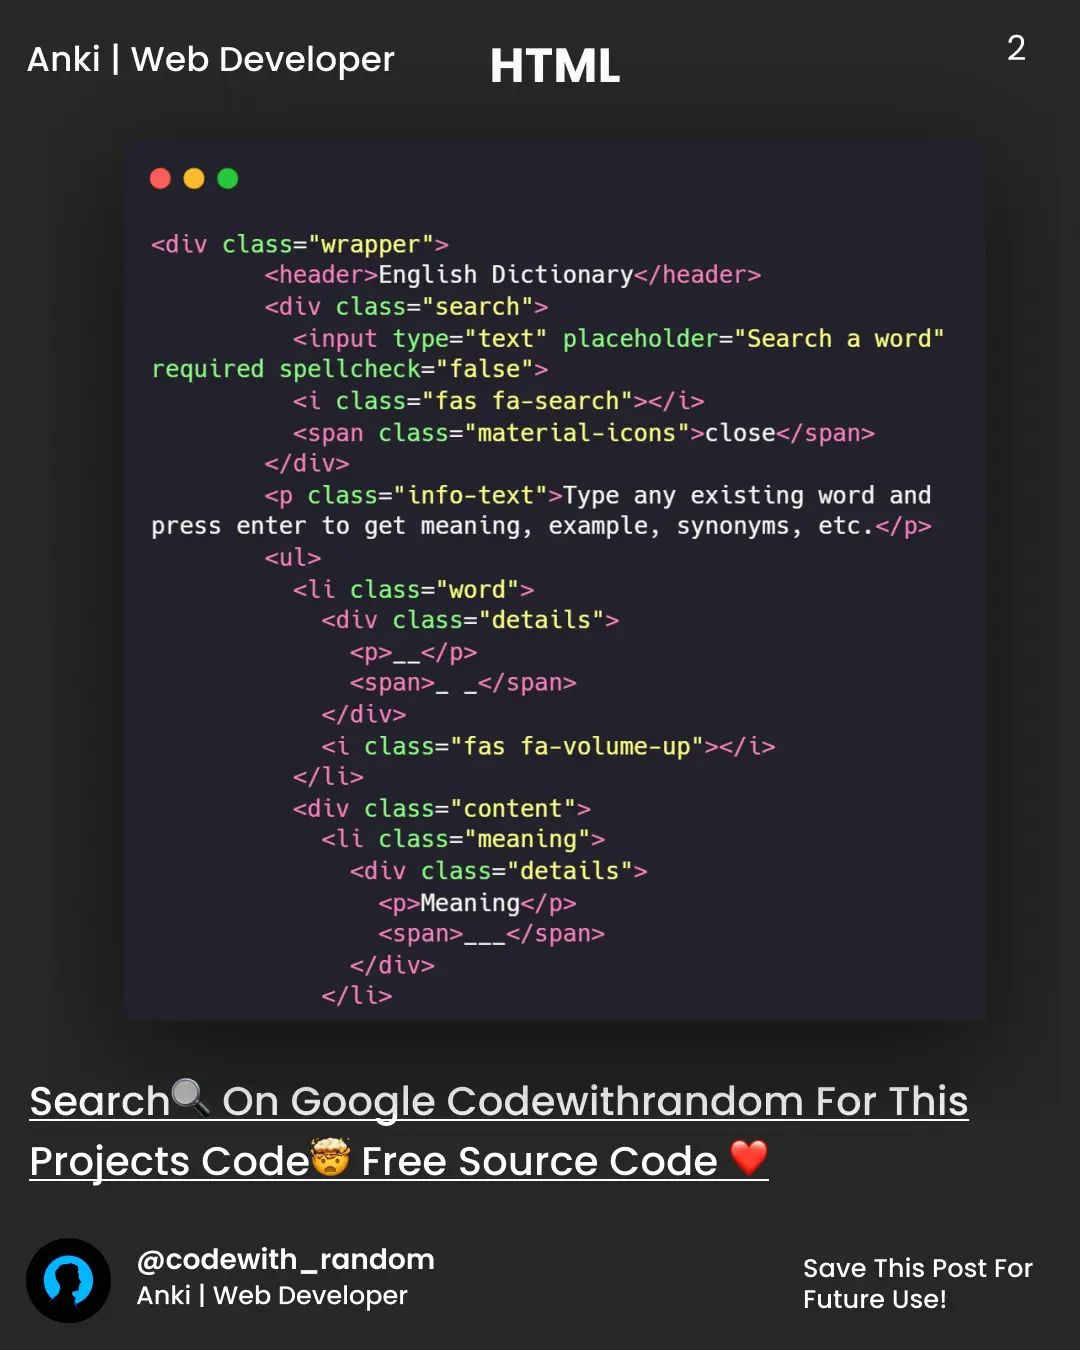 Anki | Web Developer
HTML
2
<div class="wrapper">
<header>English Dictionary</header>
<div class="search">
<input type="text" placeholder="Search a word"
required spellcheck="false">
<i class="fas fa-search"></i>
<span class="material-icons">close</span>
</div>
<p class="info-text">Type any existing word and
press enter to get meaning, example, synonyms, etc.</p>
<ul>
<li class="word">
<div class="details">
<p>__</p>
<span>_ _</span>
</div>
<i class="fas fa-volume-up"></i>
</li>
<div class="content">
<li class="meaning">
<div class="details">
<p>Meaning</p>
<span>___</span>
</div>
</li>
Search🔍 On Google Codewithrandom For This
Projects Code🤯 Free Source Code ❤️
@codewith_random
Anki | Web Developer
Save This Post For
Future Use!